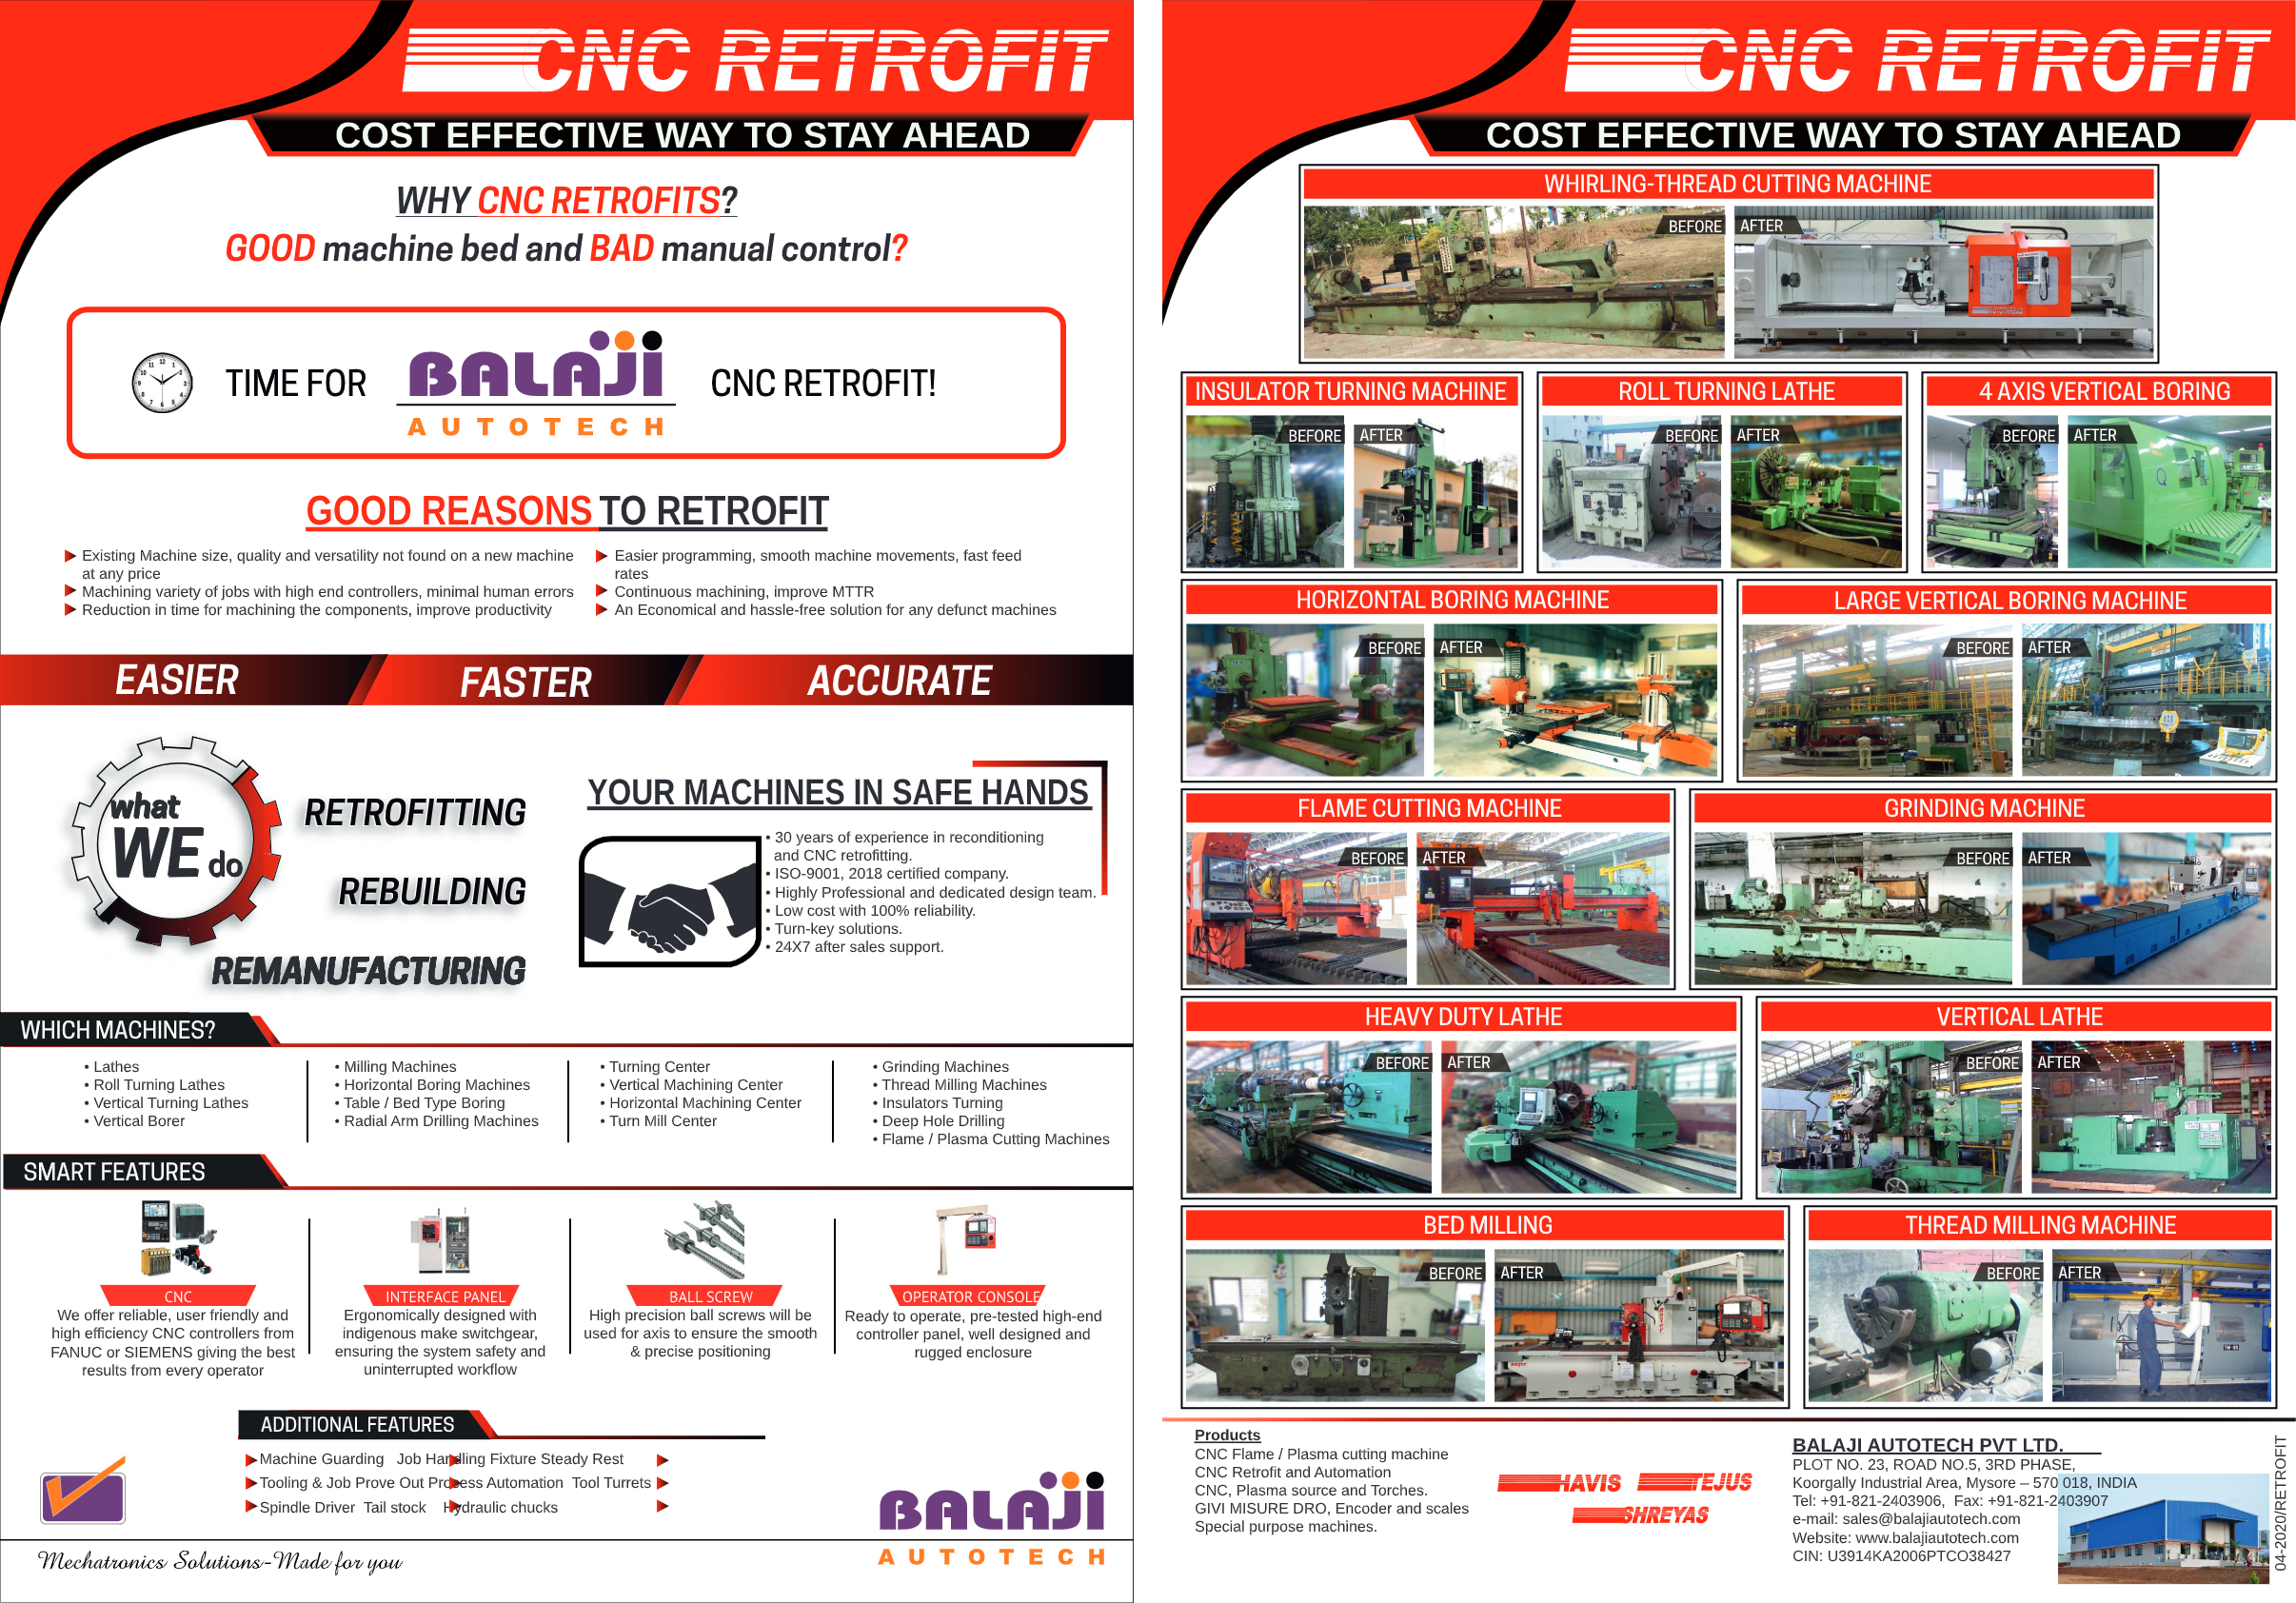 CNC RETROFIT
COST EFFECTIVE WAY TO STAY AHEAD
WHY CNC RETROFITS?
GOOD machine bed and BAD manual control?
TIME FOR BALAJI AUTOTECH CNC RETROFIT!
GOOD REASONS TO RETROFIT
Existing Machine size, quality and versatility not found on a new machine
at any price
Machining variety of jobs with high end controllers, minimal human errors
Reduction in time for machining the components, improve productivity
Easier programming, smooth machine movements, fast feed
rates
Continuous machining, improve MTTR
An Economical and hassle-free solution for any defunct machines
EASIER FASTER ACCURATE
what
WE do
RETROFITTING
REBUILDING
REMANUFACTURING
YOUR MACHINES IN SAFE HANDS
• 30 years of experience in reconditioning
and CNC retrofitting.
• ISO-9001, 2018 certified company.
• Highly Professional and dedicated design team.
• Low cost with 100% reliability.
• Turn-key solutions.
• 24X7 after sales support.
WHICH MACHINES?
• Lathes
• Roll Turning Lathes
• Vertical Turning Lathes
• Vertical Borer
• Milling Machines
• Horizontal Boring Machines
• Table / Bed Type Boring
• Radial Arm Drilling Machines
• Turning Center
• Vertical Machining Center
• Horizontal Machining Center
• Turn Mill Center
• Grinding Machines
• Thread Milling Machines
• Insulators Turning
• Deep Hole Drilling
• Flame / Plasma Cutting Machines
SMART FEATURES
CNC
We offer reliable, user friendly and
high efficiency CNC controllers from
FANUC or SIEMENS giving the best
results from every operator
INTERFACE PANEL
Ergonomically designed with
indigenous make switchgear,
ensuring the system safety and
uninterrupted workflow
BALL SCREW
High precision ball screws will be
used for axis to ensure the smooth
& precise positioning
OPERATOR CONSOLE
Ready to operate, pre-tested high-end
controller panel, well designed and
rugged enclosure
ADDITIONAL FEATURES
Machine Guarding Job Handling Fixture Steady Rest
Tooling & Job Prove Out Process Automation Tool Turrets
Spindle Driver Tail stock Hydraulic chucks
BALAJI
AUTOTECH
Mechatronics Solutions-Made for you
CNC RETROFIT
COST EFFECTIVE WAY TO STAY AHEAD
WHIRLING-THREAD CUTTING MACHINE
BEFORE AFTER
INSULATOR TURNING MACHINE
BEFORE AFTER
ROLL TURNING LATHE
BEFORE AFTER
4 AXIS VERTICAL BORING
BEFORE AFTER
HORIZONTAL BORING MACHINE
BEFORE AFTER
LARGE VERTICAL BORING MACHINE
BEFORE AFTER
FLAME CUTTING MACHINE
BEFORE AFTER
GRINDING MACHINE
BEFORE AFTER
HEAVY DUTY LATHE
BEFORE AFTER
VERTICAL LATHE
BEFORE AFTER
BED MILLING
BEFORE AFTER
THREAD MILLING MACHINE
BEFORE AFTER
Products
CNC Flame / Plasma cutting machine
CNC Retrofit and Automation
CNC, Plasma source and Torches.
GIVI MISURE DRO, Encoder and scales
Special purpose machines.
HAVIS TEJUS
SHREYAS
BALAJI AUTOTECH PVT LTD.
PLOT NO. 23, ROAD NO.5, 3RD PHASE,
Koorgally Industrial Area, Mysore – 570 018, INDIA
Tel: +91-821-2403906, Fax: +91-821-2403907
e-mail: sales@balajiautotech.com
Website: www.balajiautotech.com
CIN: U3914KA2006PTCO38427
04-2020/RETROFIT